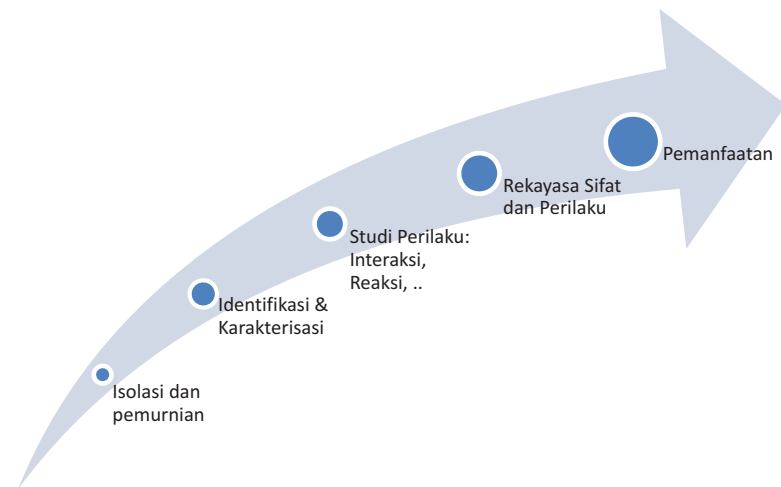 Isolasi dan
pemurnian
Identifikasi &
Karakterisasi
Studi Perilaku:
Interaksi,
Reaksi, ..
Rekayasa Sifat
dan Perilaku
Pemanfaatan